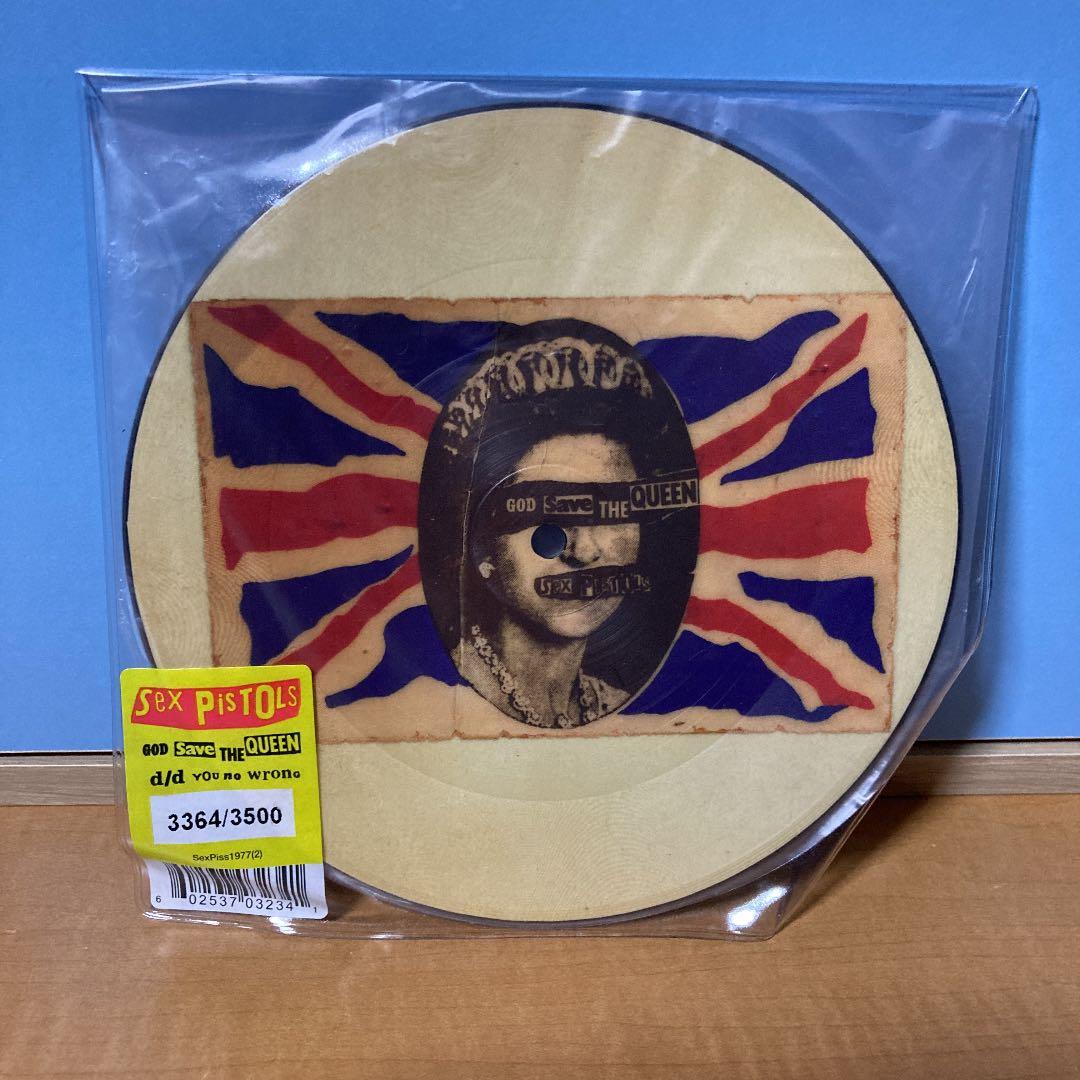 GOD Save THE QUEEN
Sex PisTOLs
Sex PisTOLs
GOD Save THE QUEEN
d/d You no wrong
3364/3500
SexPiss1977(2)
6 02537 03234 1